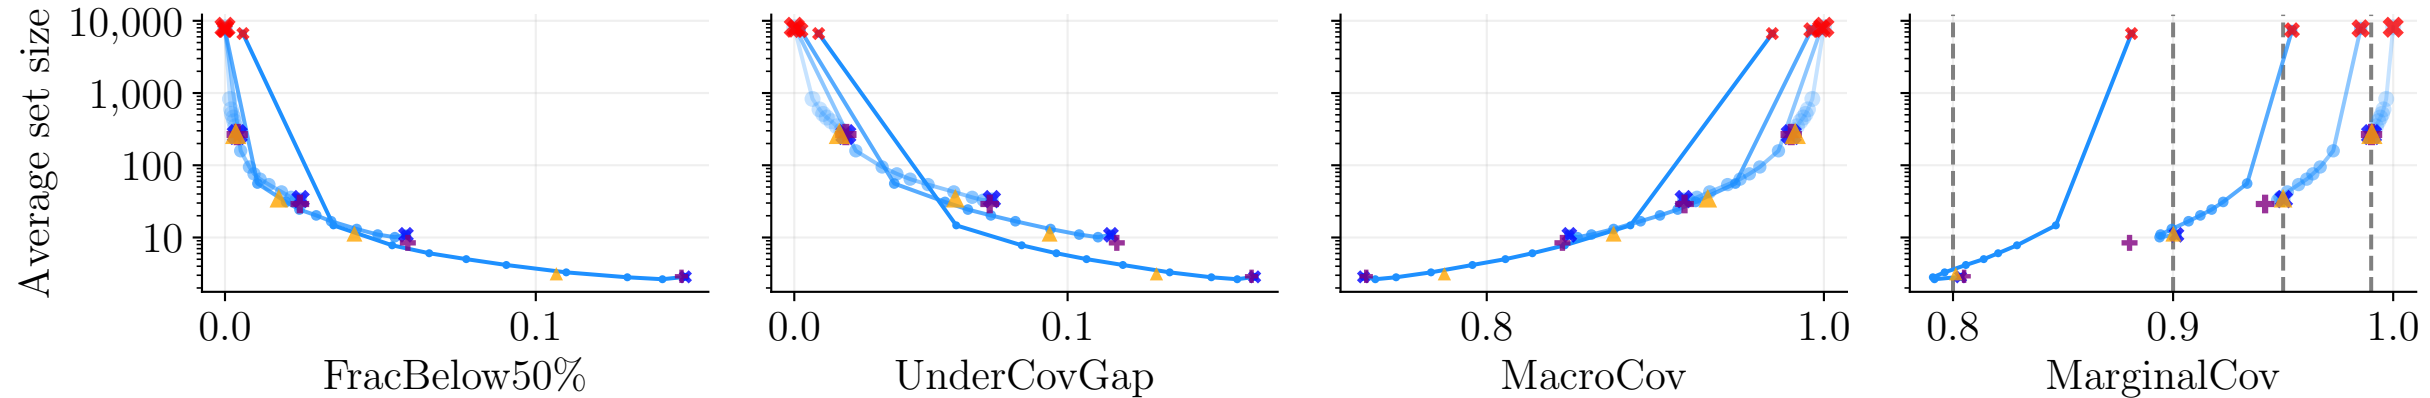 Average set size
10,000
1,000
100
10
0.0 0.1
FracBelow50%
0.0 0.1
UnderCovGap
0.8 1.0
MacroCov
0.8 0.9 1.0
MarginalCov